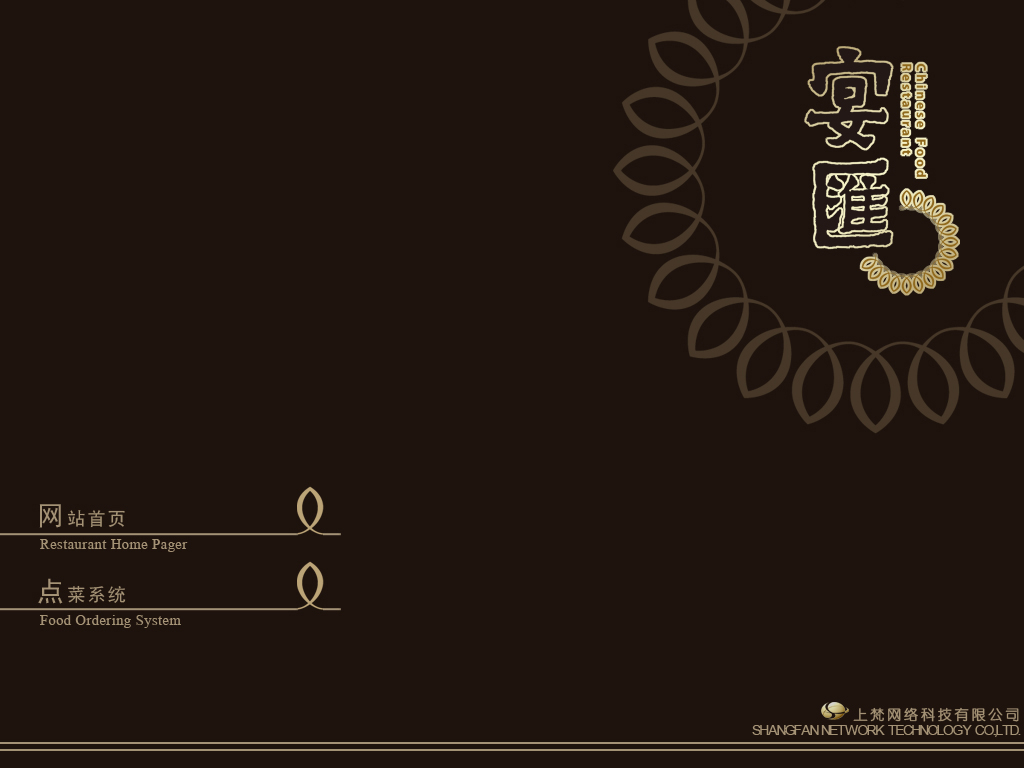 宴匯
Chinese Food
Restaurant
网站首页
Restaurant Home Pager
点菜系统
Food Ordering System
上梵网络科技有限公司
SHANGFAN NETWORK TECHNOLOGY CO.,LTD.